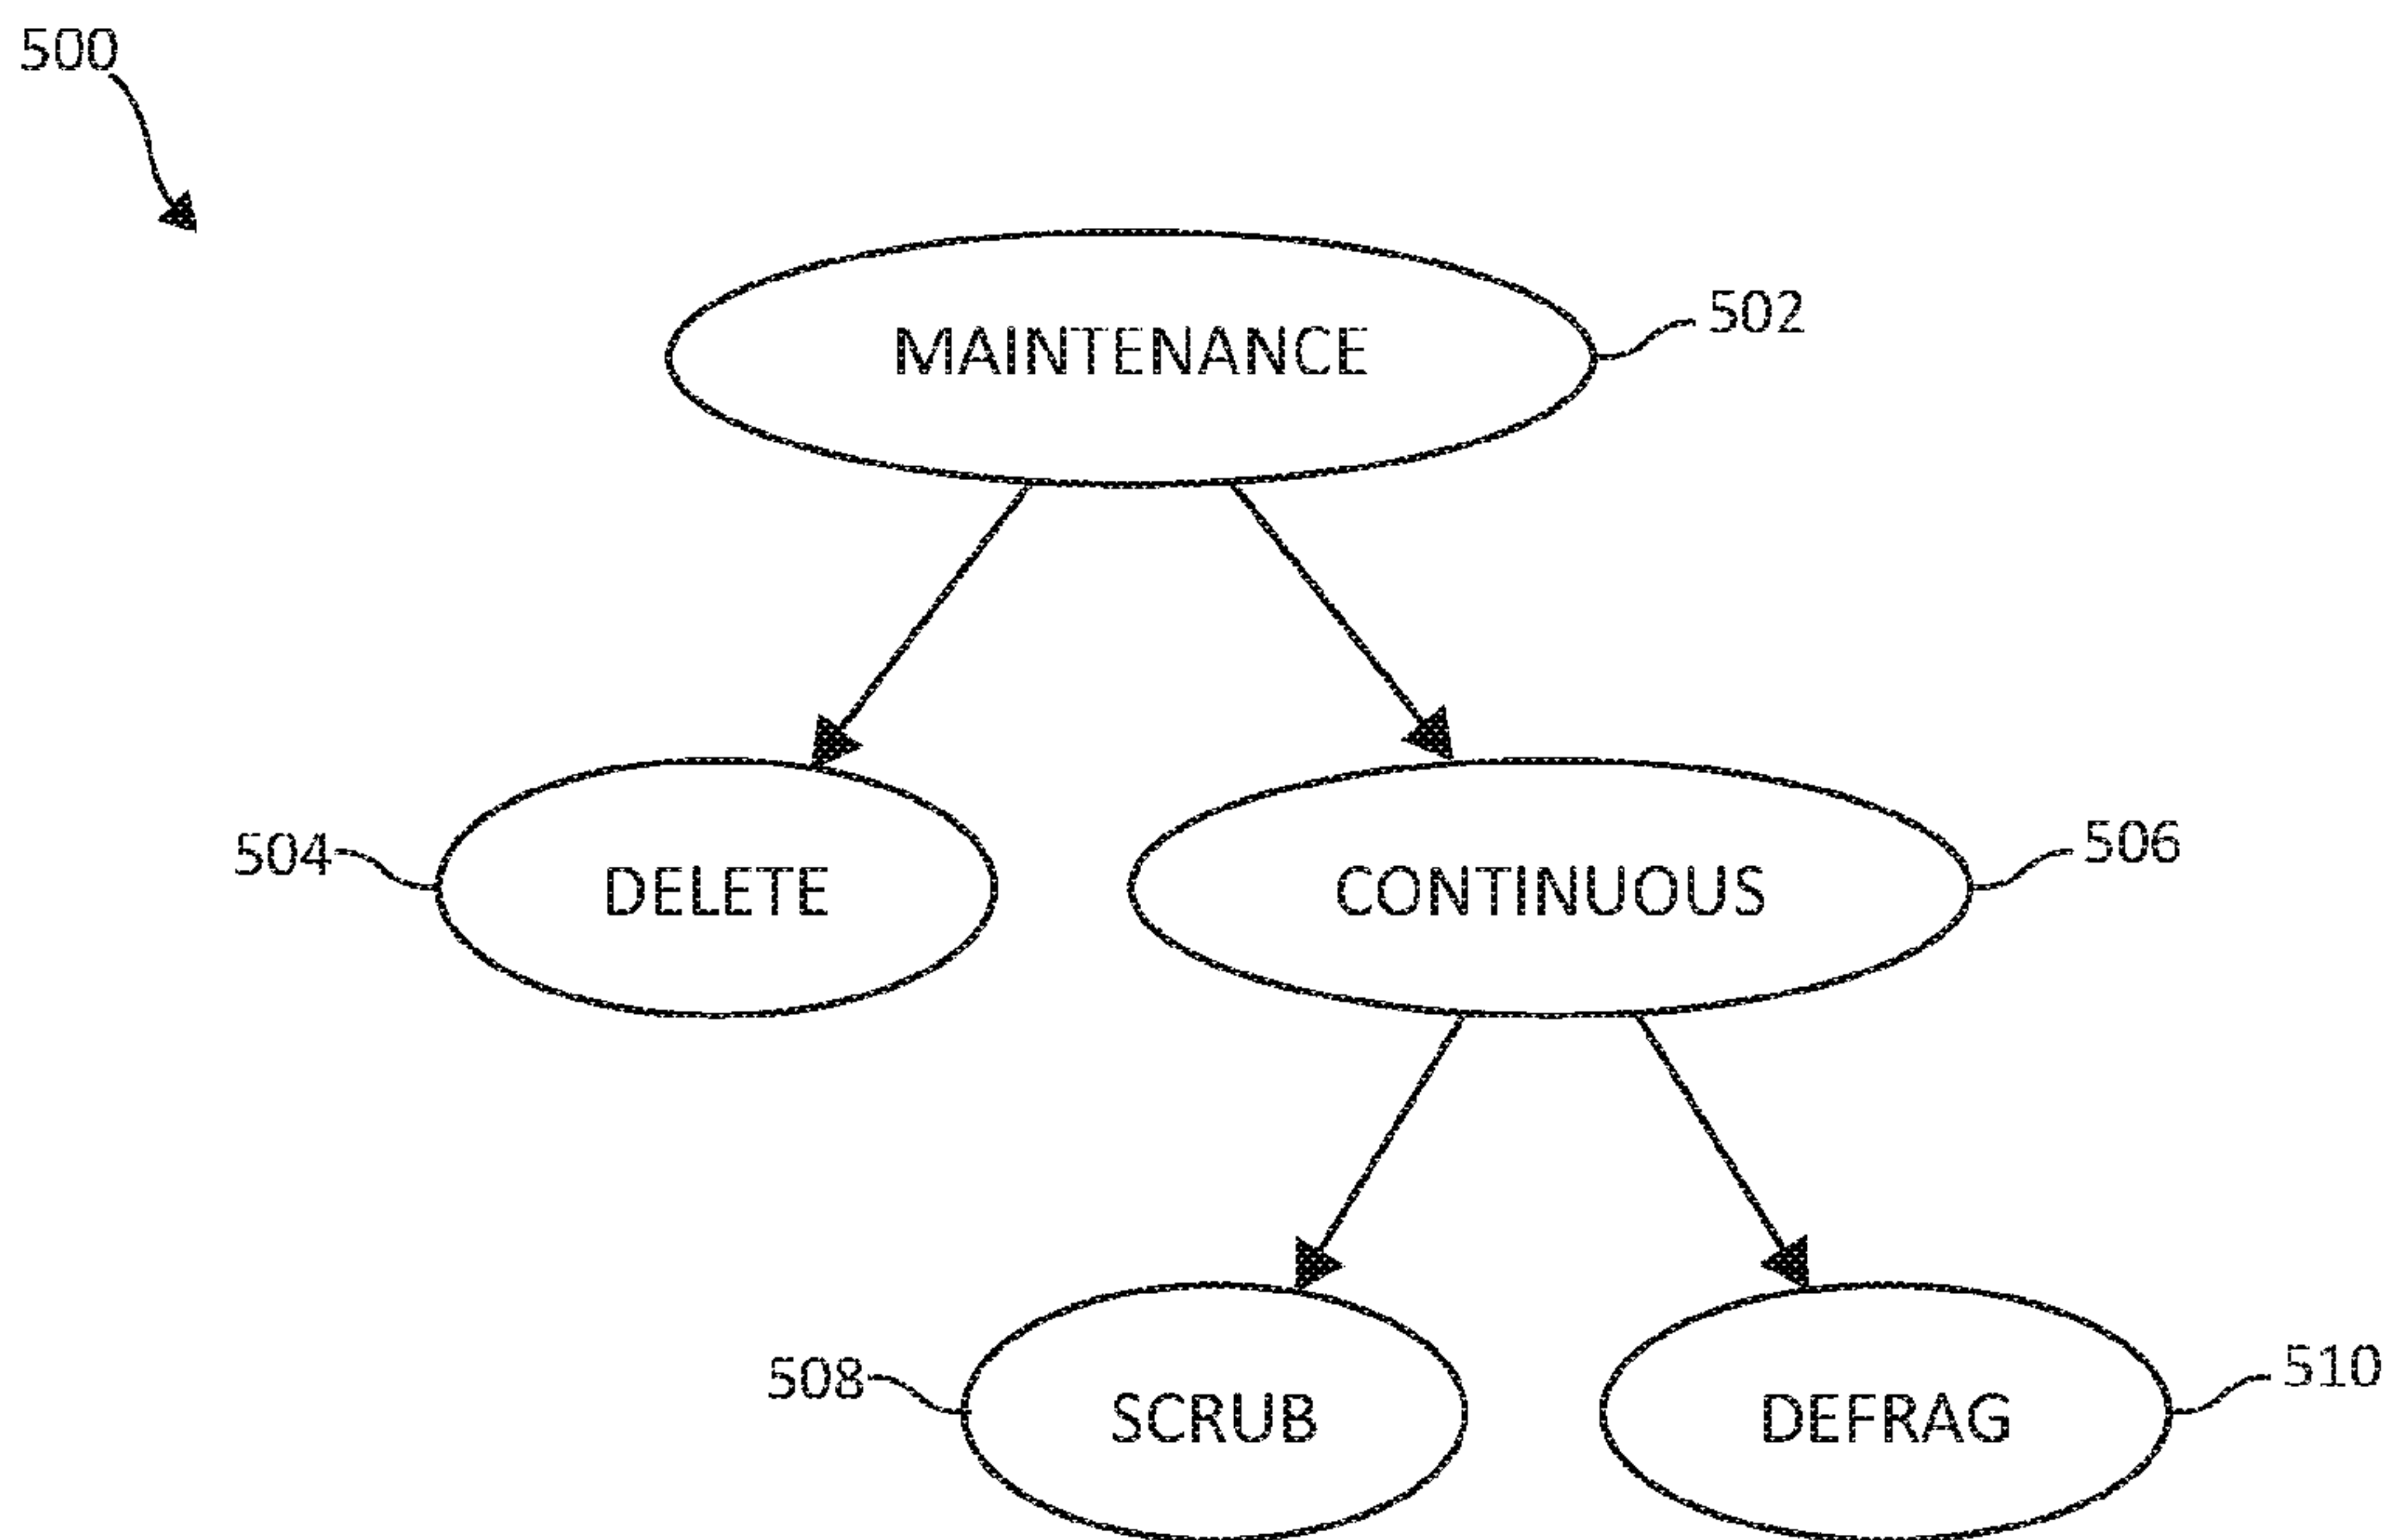 500
MAINTENANCE
502
504
DELETE
CONTINUOUS
506
508
SCRUB
DEFRAG
510